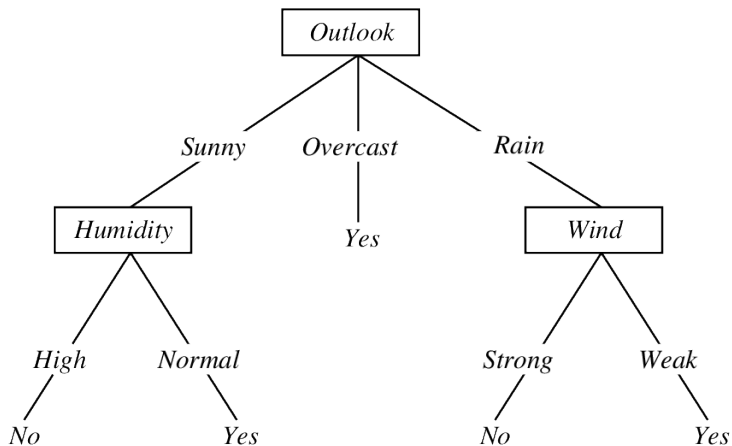 Outlook
Sunny Overcast Rain
Humidity Yes Wind
High Normal Strong Weak
No Yes No Yes